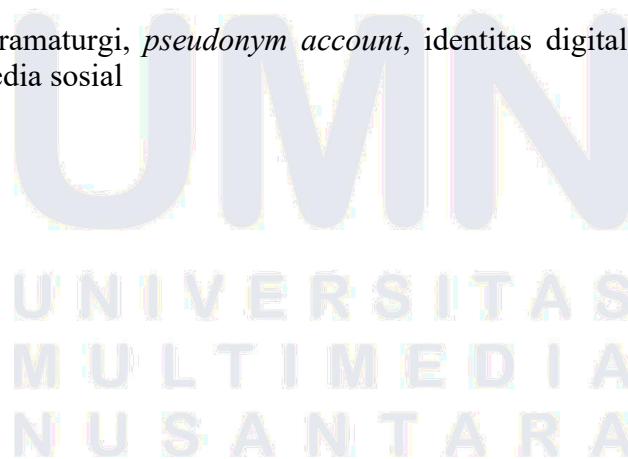 ramaturgi, pseudonym account, identitas digital
edia sosial
UMN
UNIVERSITAS
MULTIMEDIA
NUSANTARA